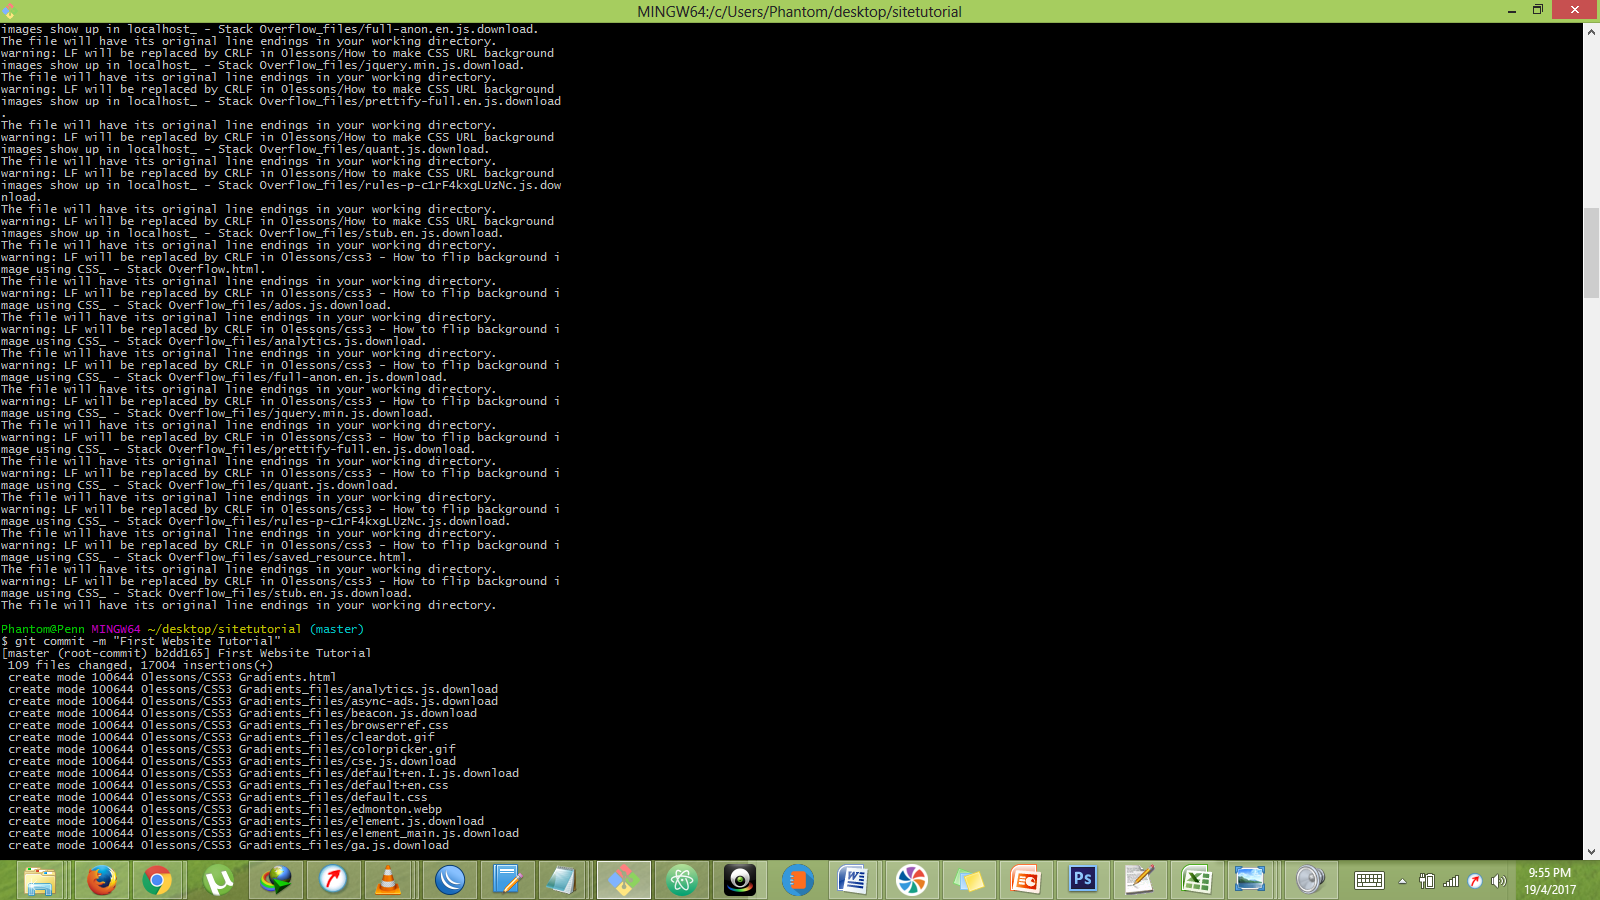 MINGW64:/c/Users/Phantom/desktop/sitetutorial
images show up in localhost_ - Stack Overflow_files/full-anon.en.js.download.
The file will have its original line endings in your working directory.
warning: LF will be replaced by CRLF in Olessons/How to make CSS URL background
images show up in localhost_ - Stack Overflow_files/jquery.min.js.download.
The file will have its original line endings in your working directory.
warning: LF will be replaced by CRLF in Olessons/How to make CSS URL background
images show up in localhost_ - Stack Overflow_files/prettify-full.en.js.download
.
The file will have its original line endings in your working directory.
warning: LF will be replaced by CRLF in Olessons/How to make CSS URL background
images show up in localhost_ - Stack Overflow_files/quant.js.download.
The file will have its original line endings in your working directory.
warning: LF will be replaced by CRLF in Olessons/How to make CSS URL background
images show up in localhost_ - Stack Overflow_files/rules-p-c1rF4kxgLUzNc.js.dow
nload.
The file will have its original line endings in your working directory.
warning: LF will be replaced by CRLF in Olessons/How to make CSS URL background
images show up in localhost_ - Stack Overflow_files/stub.en.js.download.
The file will have its original line endings in your working directory.
warning: LF will be replaced by CRLF in Olessons/css3 - How to flip background i
mage using CSS_ - Stack Overflow.html.
The file will have its original line endings in your working directory.
warning: LF will be replaced by CRLF in Olessons/css3 - How to flip background i
mage using CSS_ - Stack Overflow_files/ados.js.download.
The file will have its original line endings in your working directory.
warning: LF will be replaced by CRLF in Olessons/css3 - How to flip background i
mage using CSS_ - Stack Overflow_files/analytics.js.download.
The file will have its original line endings in your working directory.
warning: LF will be replaced by CRLF in Olessons/css3 - How to flip background i
mage using CSS_ - Stack Overflow_files/full-anon.en.js.download.
The file will have its original line endings in your working directory.
warning: LF will be replaced by CRLF in Olessons/css3 - How to flip background i
mage using CSS_ - Stack Overflow_files/jquery.min.js.download.
The file will have its original line endings in your working directory.
warning: LF will be replaced by CRLF in Olessons/css3 - How to flip background i
mage using CSS_ - Stack Overflow_files/prettify-full.en.js.download.
The file will have its original line endings in your working directory.
warning: LF will be replaced by CRLF in Olessons/css3 - How to flip background i
mage using CSS_ - Stack Overflow_files/quant.js.download.
The file will have its original line endings in your working directory.
warning: LF will be replaced by CRLF in Olessons/css3 - How to flip background i
mage using CSS_ - Stack Overflow_files/rules-p-c1rF4kxgLUzNc.js.download.
The file will have its original line endings in your working directory.
warning: LF will be replaced by CRLF in Olessons/css3 - How to flip background i
mage using CSS_ - Stack Overflow_files/saved_resource.html.
The file will have its original line endings in your working directory.
warning: LF will be replaced by CRLF in Olessons/css3 - How to flip background i
mage using CSS_ - Stack Overflow_files/stub.en.js.download.
The file will have its original line endings in your working directory.
Phantom@Penn MINGW64 ~/desktop/sitetutorial (master)
$ git commit -m "First Website Tutorial"
[master (root-commit) b2dd165] First Website Tutorial
109 files changed, 17004 insertions(+)
create mode 100644 Olessons/CSS3 Gradients.html
create mode 100644 Olessons/CSS3 Gradients_files/analytics.js.download
create mode 100644 Olessons/CSS3 Gradients_files/async-ads.js.download
create mode 100644 Olessons/CSS3 Gradients_files/beacon.js.download
create mode 100644 Olessons/CSS3 Gradients_files/browserref.css
create mode 100644 Olessons/CSS3 Gradients_files/cleardot.gif
create mode 100644 Olessons/CSS3 Gradients_files/colorpicker.gif
create mode 100644 Olessons/CSS3 Gradients_files/cse.js.download
create mode 100644 Olessons/CSS3 Gradients_files/default+en.I.js.download
create mode 100644 Olessons/CSS3 Gradients_files/default+en.css
create mode 100644 Olessons/CSS3 Gradients_files/default.css
create mode 100644 Olessons/CSS3 Gradients_files/edmonton.webp
create mode 100644 Olessons/CSS3 Gradients_files/element.js.download
create mode 100644 Olessons/CSS3 Gradients_files/element_main.js.download
create mode 100644 Olessons/CSS3 Gradients_files/ga.js.download
Ps
9:55 PM
19/4/2017